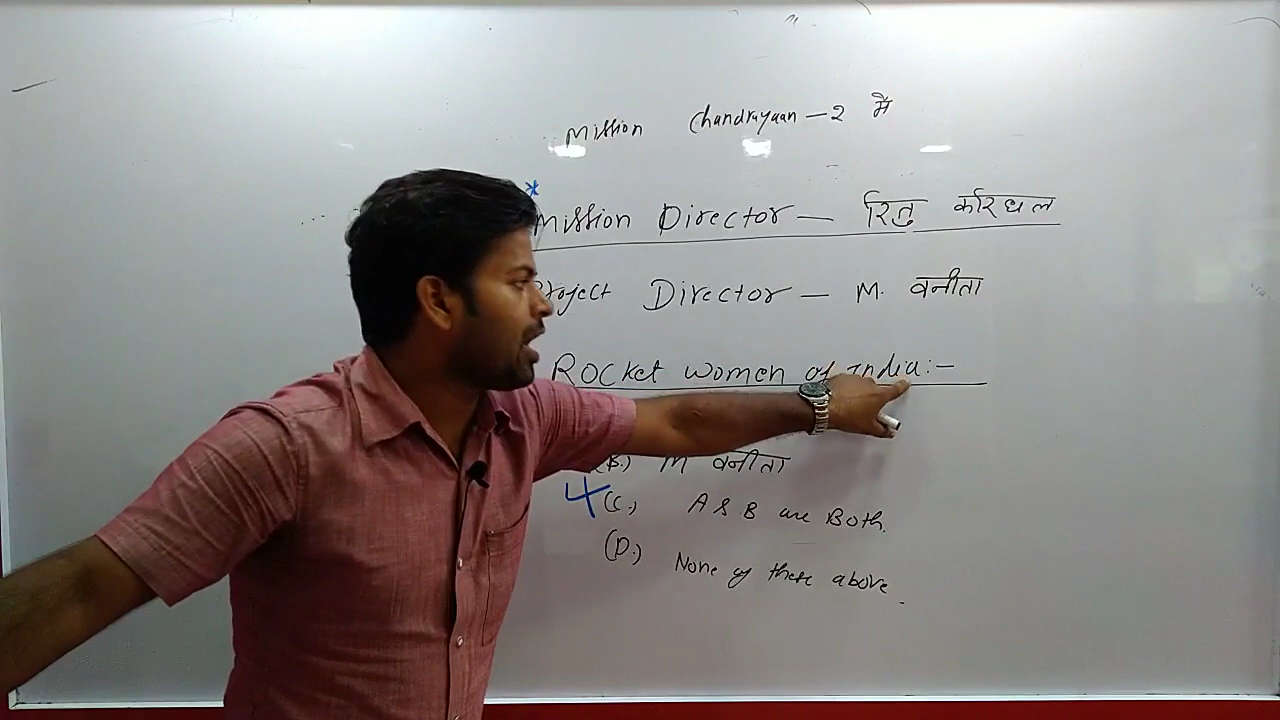 Mission Chandrayaan-2 में
* Mission Director — रितु करिधल
Project Director — M. वनीता
Rocket women of India:-
(B.) M वनीता
(C.) A & B are Both.
(D.) None of these above.